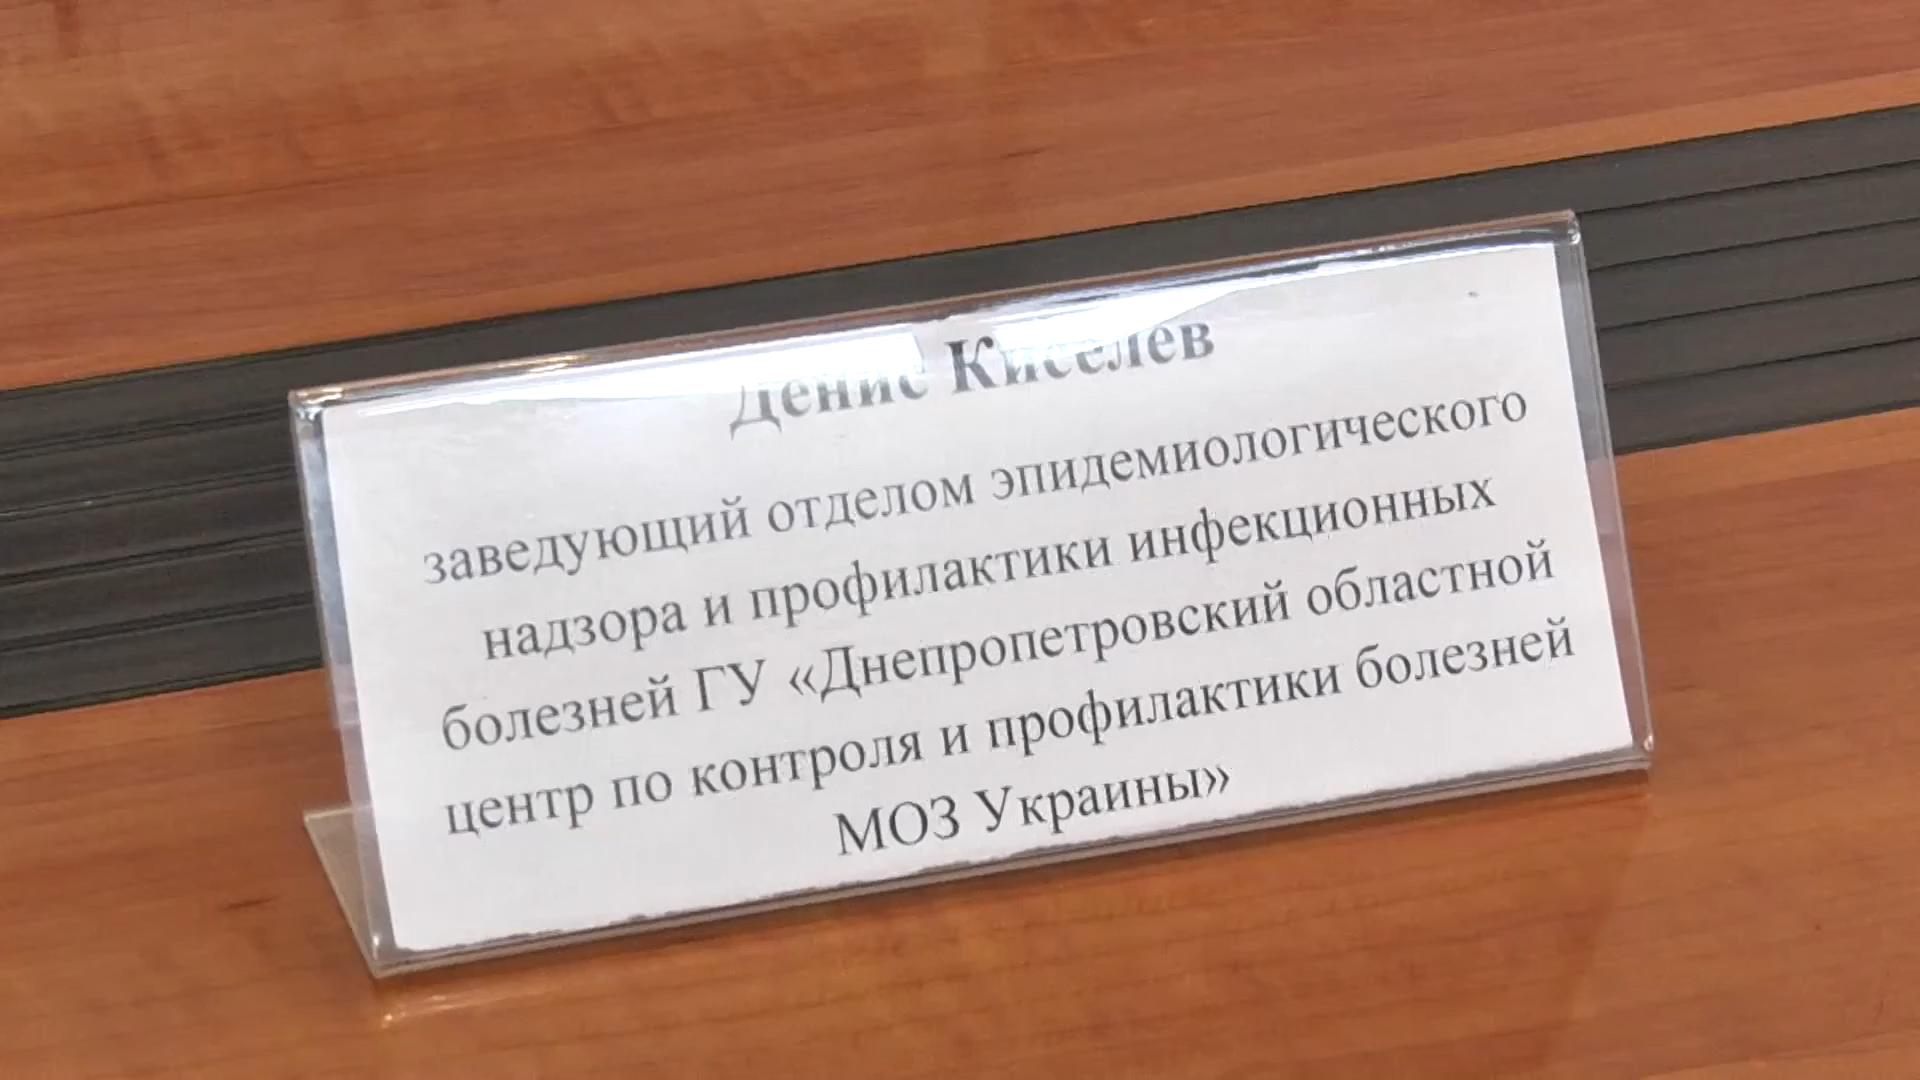 Денис Киселев
заведующий отделом эпидемиологического
надзора и профилактики инфекционных
болезней ГУ «Днепропетровский областной
центр по контроля и профилактики болезней
МОЗ Украины»